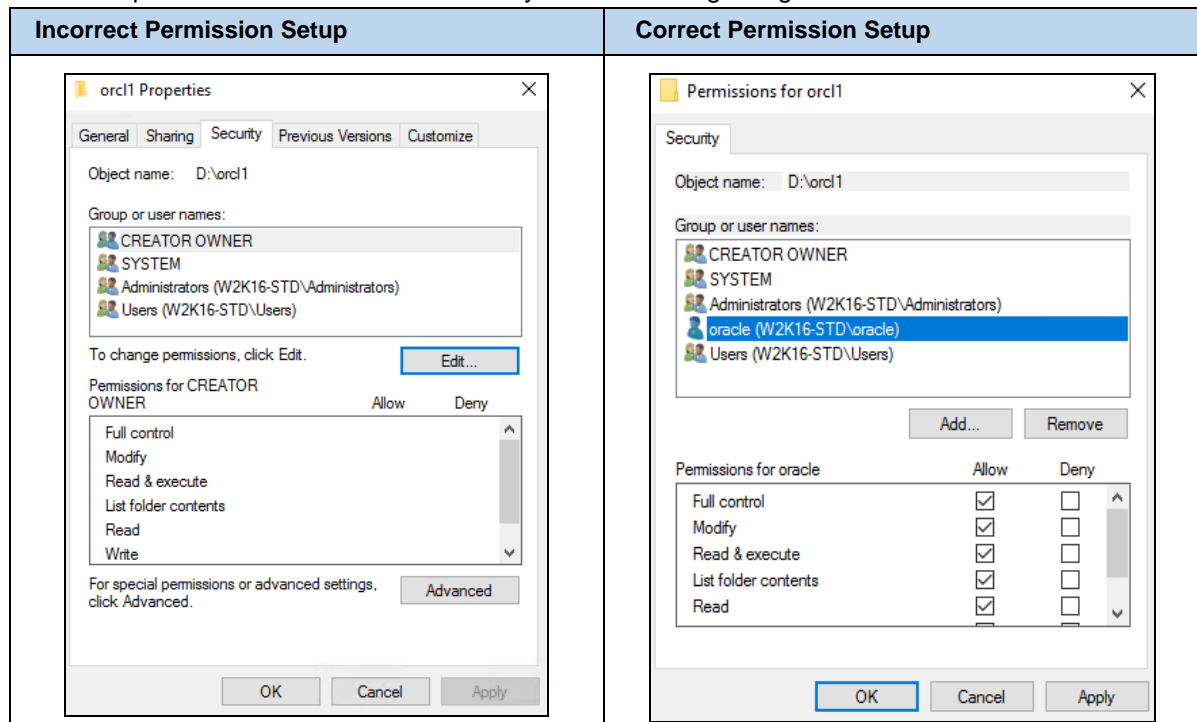 Incorrect Permission Setup
Correct Permission Setup
orcl1 Properties
General Sharing Security Previous Versions Customize
Object name: D:\orcl1
Group or user names:
CREATOR OWNER
SYSTEM
Administrators (W2K16-STD\Administrators)
Users (W2K16-STD\Users)
To change permissions, click Edit.
Edit...
Permissions for CREATOR
OWNER Allow Deny
Full control
Modify
Read & execute
List folder contents
Read
Write
For special permissions or advanced settings,
click Advanced.
Advanced
OK Cancel Apply
Permissions for orcl1
Security
Object name: D:\orcl1
Group or user names:
CREATOR OWNER
SYSTEM
Administrators (W2K16-STD\Administrators)
oracle (W2K16-STD\oracle)
Users (W2K16-STD\Users)
Add... Remove
Permissions for oracle Allow Deny
Full control
Modify
Read & execute
List folder contents
Read
OK Cancel Apply